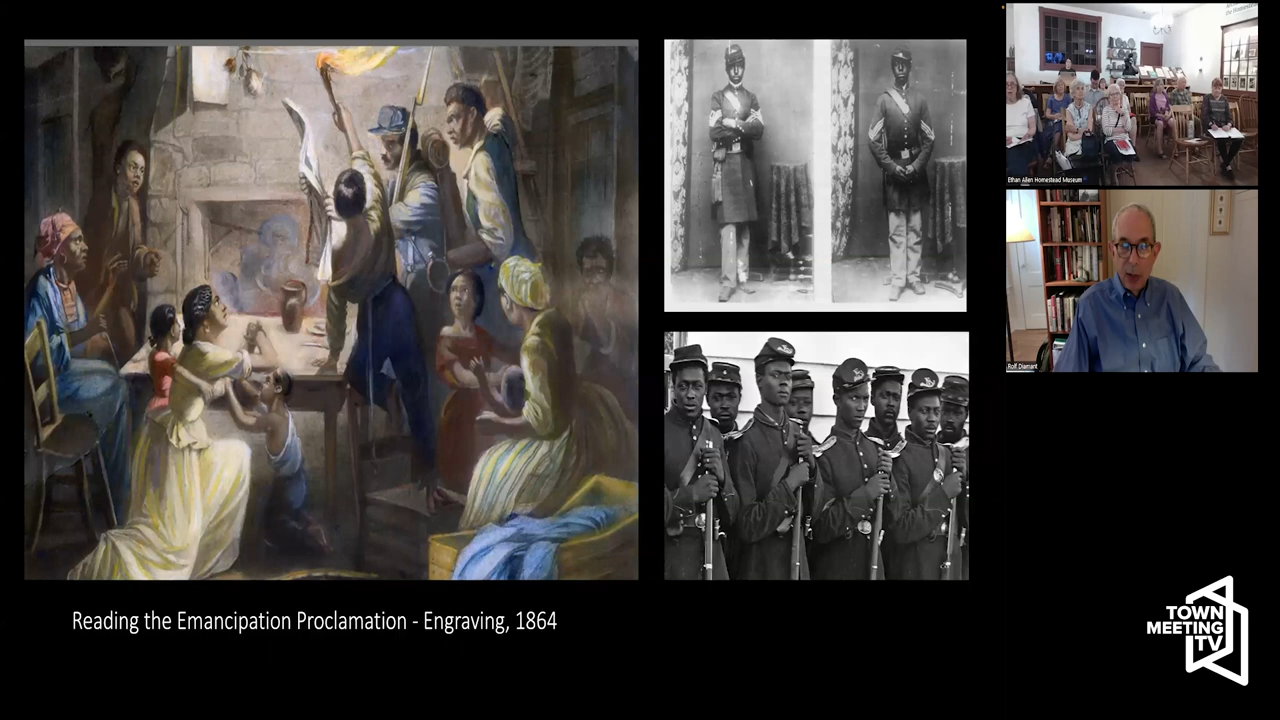 Reading the Emancipation Proclamation - Engraving, 1864
Ethan Allen Homestead Museum
Rolf Diamant
TOWN
MEETING
TV